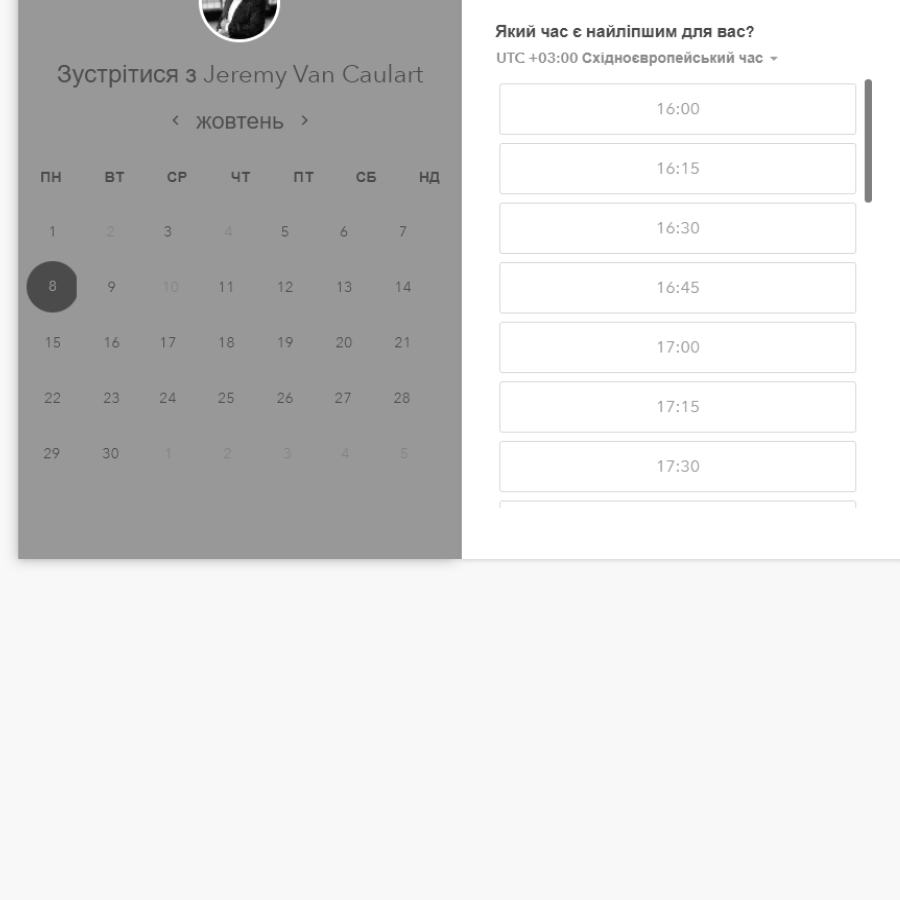 Зустрітися з Jeremy Van Caulart
жовтень
ПН ВТ СР ЧТ ПТ СБ НД
1 2 3 4 5 6 7
8 9 10 11 12 13 14
15 16 17 18 19 20 21
22 23 24 25 26 27 28
29 30 1 2 3 4 5
Який час є найліпшим для вас?
UTC +03:00 Східноєвропейський час
16:00
16:15
16:30
16:45
17:00
17:15
17:30